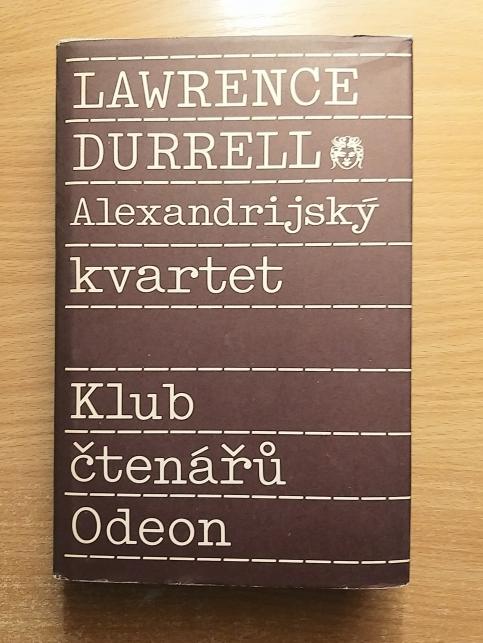 LAWRENCE
DURRELL
Alexandrijský
kvartet
Klub
čtenářů
Odeon